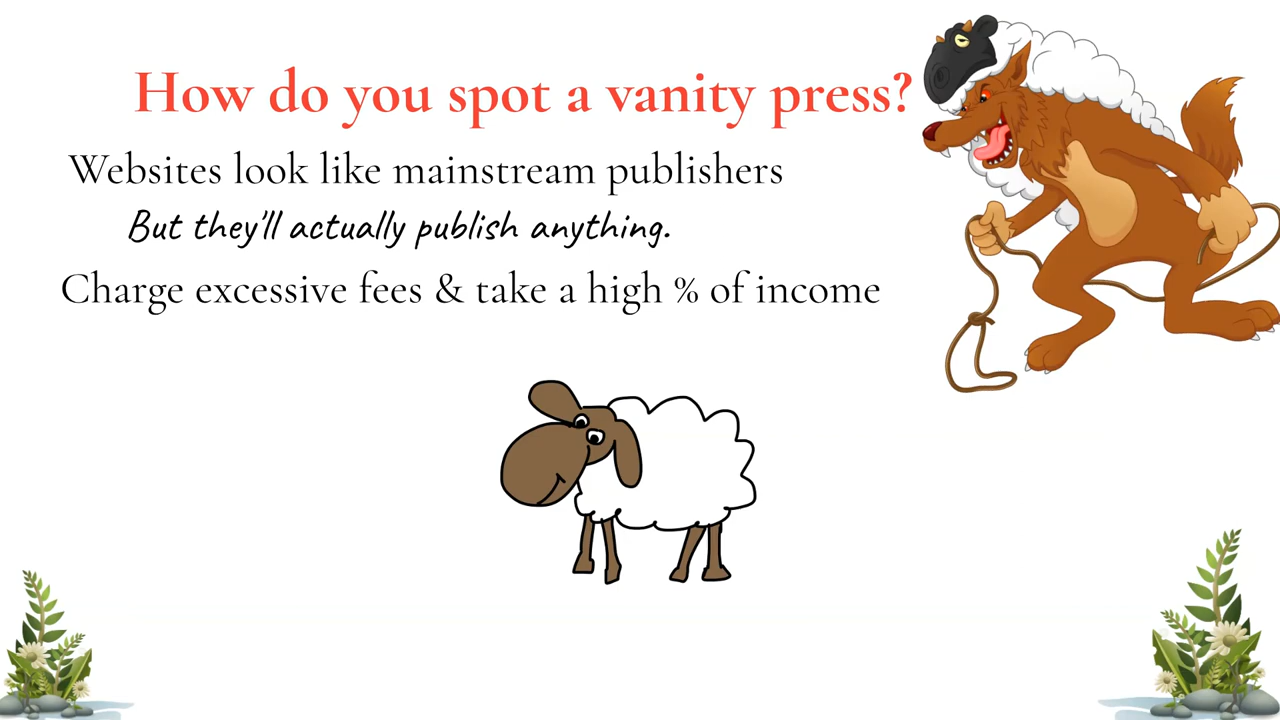 How do you spot a vanity press?
Websites look like mainstream publishers
But they'll actually publish anything.
Charge excessive fees & take a high % of income